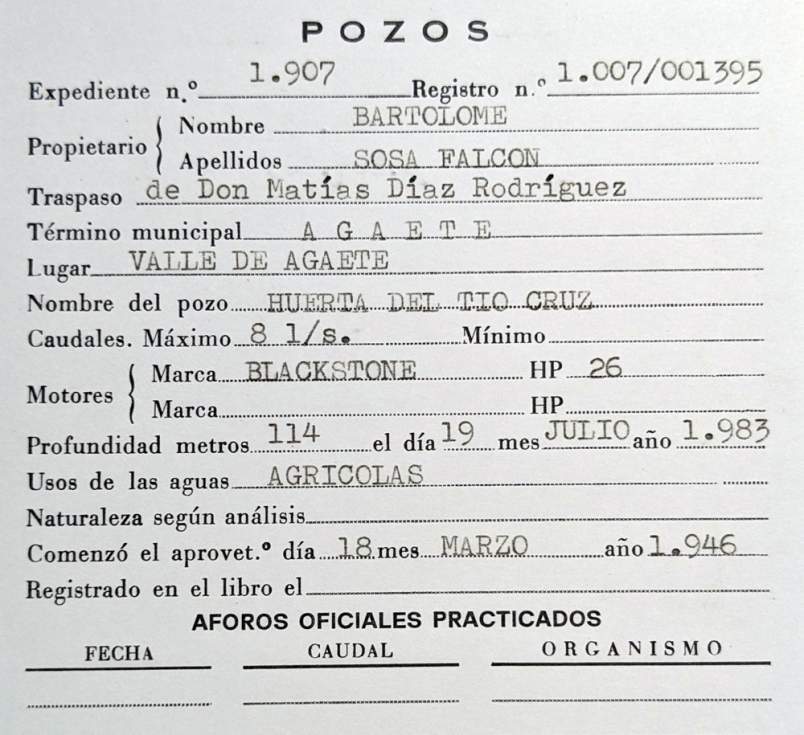 POZOS
Expediente n.º 1.907 Registro n.º 1.007/001395
Propietario Nombre BARTOLOME
Apellidos SOSA FALCON
Traspaso de Don Matías Díaz Rodríguez
Término municipal A G A E T E
Lugar VALLE DE AGAETE
Nombre del pozo HUERTA DEL TIO CRUZ
Caudales. Máximo 8 l/s. Mínimo
Motores Marca BLACKSTONE HP 26
Marca HP
Profundidad metros 114 el día 19 mes JULIO año 1.983
Usos de las aguas AGRICOLAS
Naturaleza según análisis
Comenzó el aprovet.º día 18 mes MARZO año 1.946
Registrado en el libro el
AFOROS OFICIALES PRACTICADOS
FECHA CAUDAL ORGANISMO